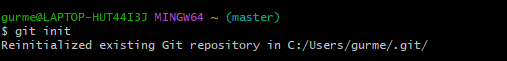 gurme@LAPTOP-HUT44I3J MINGW64 ~ (master)
$ git init
Reinitialized existing Git repository in C:/Users/gurme/.git/